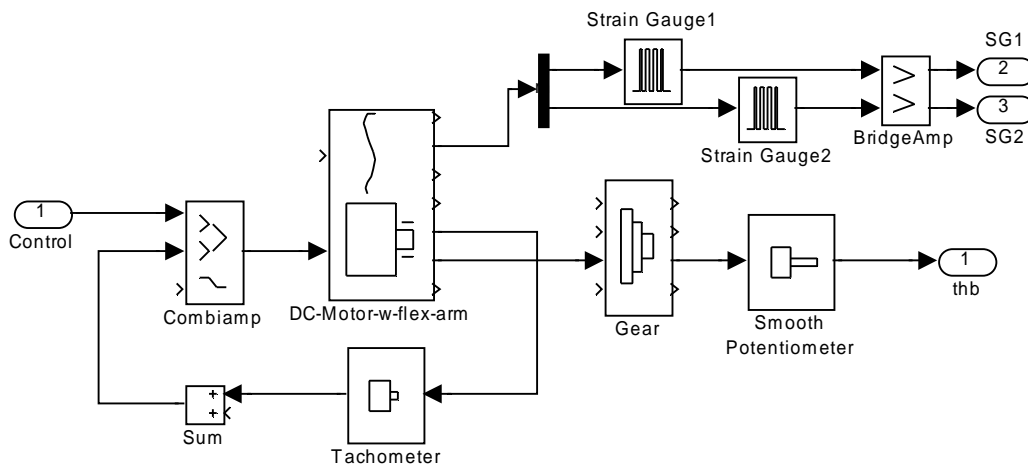 Strain Gauge1
SG1
2
3
SG2
BridgeAmp
Strain Gauge2
1
Control
Combiamp
DC-Motor-w-flex-arm
Gear
Smooth
Potentiometer
1
thb
+
+
Sum
Tachometer